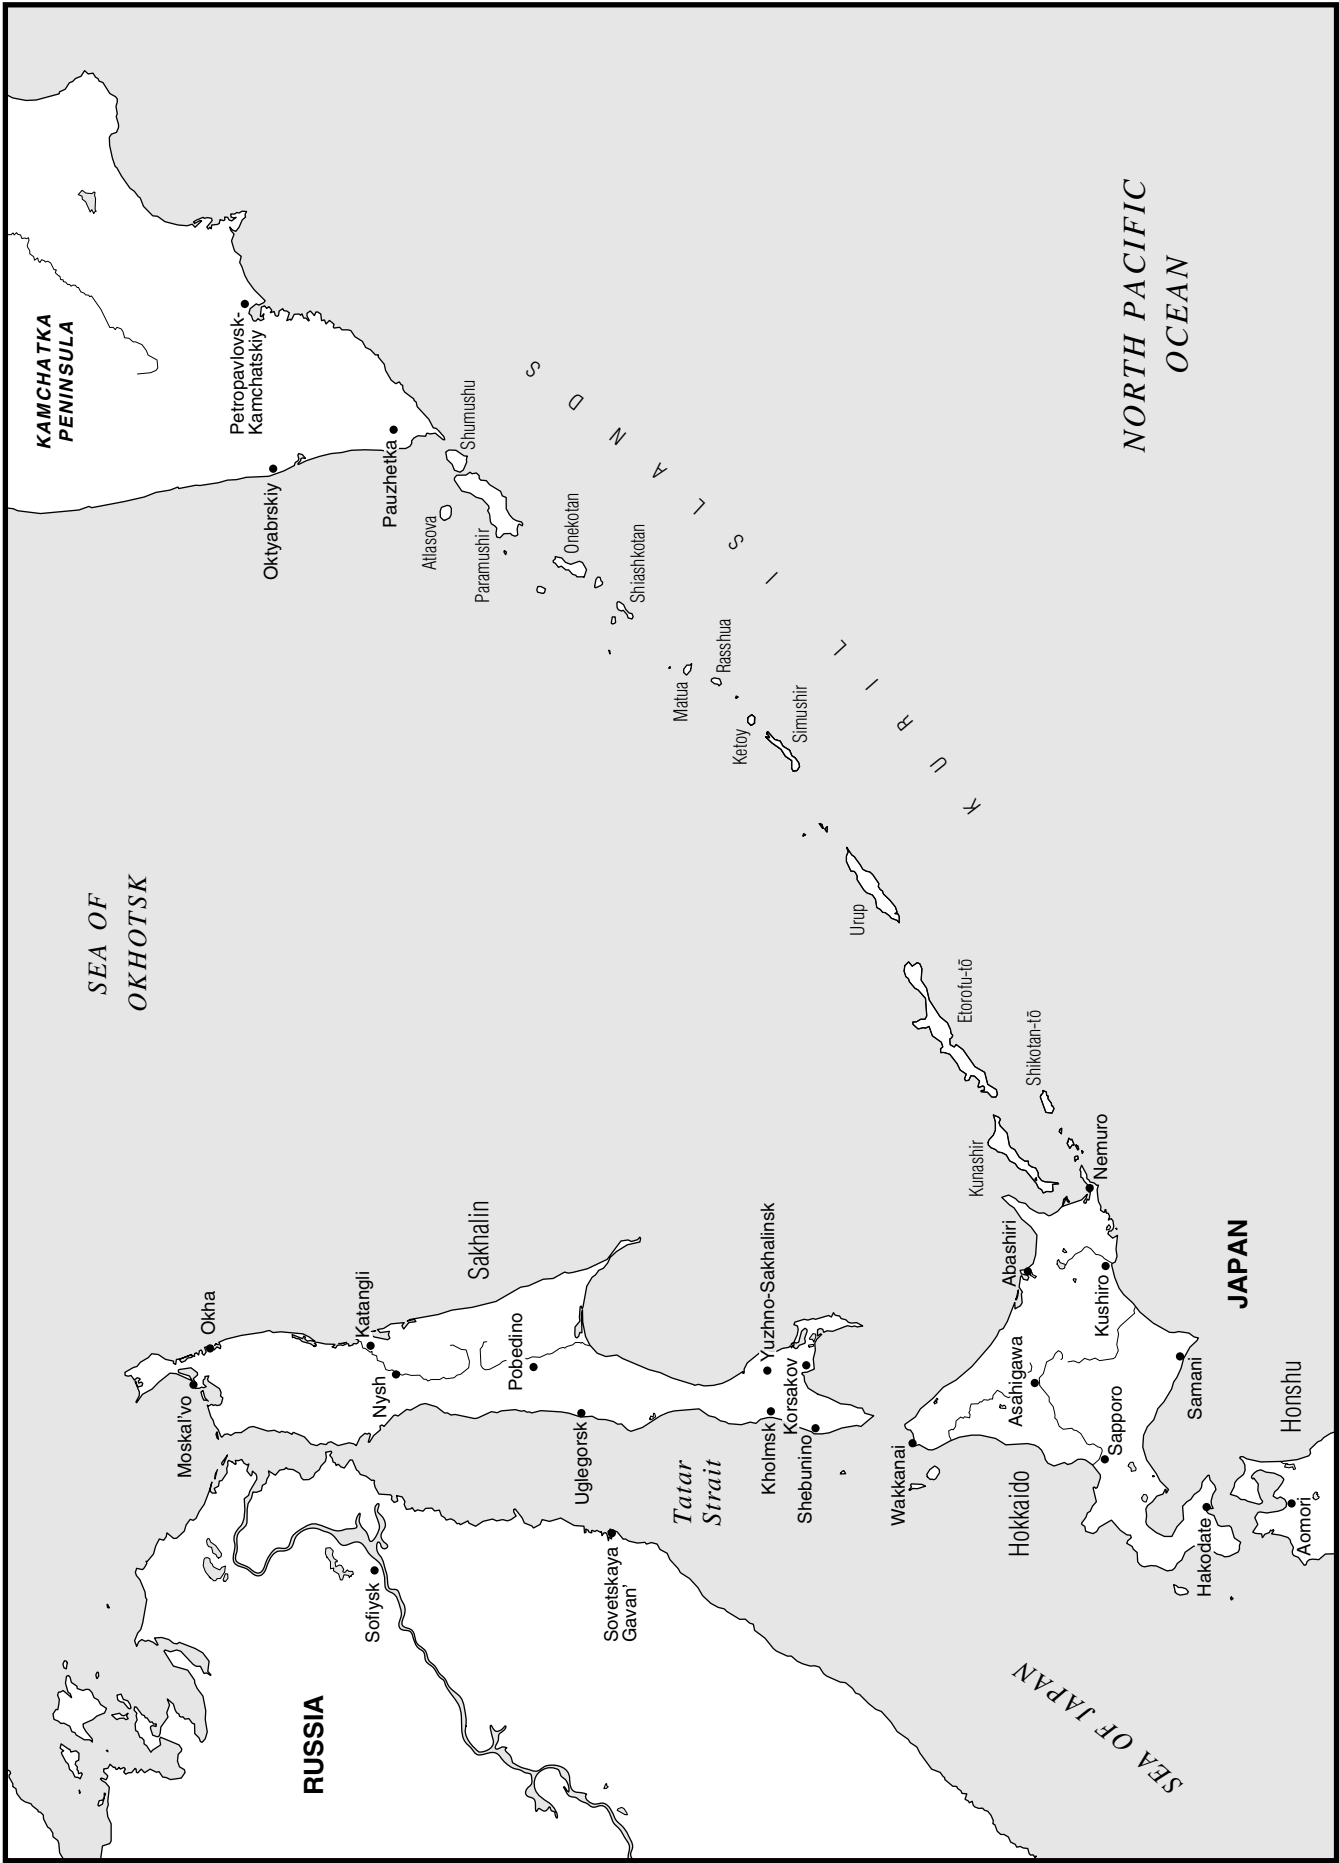 SEA OF
OKHOTSK
KAMCHATKA
PENINSULA
Petropavlovsk-
Kamchatskiy
Oktyabrskiy
Pauzhetka
Shumushu
Atlasova
Paramushir
Onekotan
Shiashkotan
Matua
Rasshua
Ketoy
Simushir
KURIL ISLANDS
Urup
Etorofu-tō
Shikotan-tō
Kunashir
NORTH PACIFIC
OCEAN
Moskal'vo
Okha
Katangli
Nysh
Sakhalin
Pobedino
Uglegorsk
Yuzhno-Sakhalinsk
Kholmsk
Korsakov
Shebunino
Tatar
Strait
RUSSIA
Sofiysk
Sovetskaya
Gavan'
Wakkanai
Abashiri
Nemuro
Asahigawa
Kushiro
Hokkaido
Sapporo
Samani
JAPAN
Hakodate
Honshu
Aomori
SEA OF JAPAN